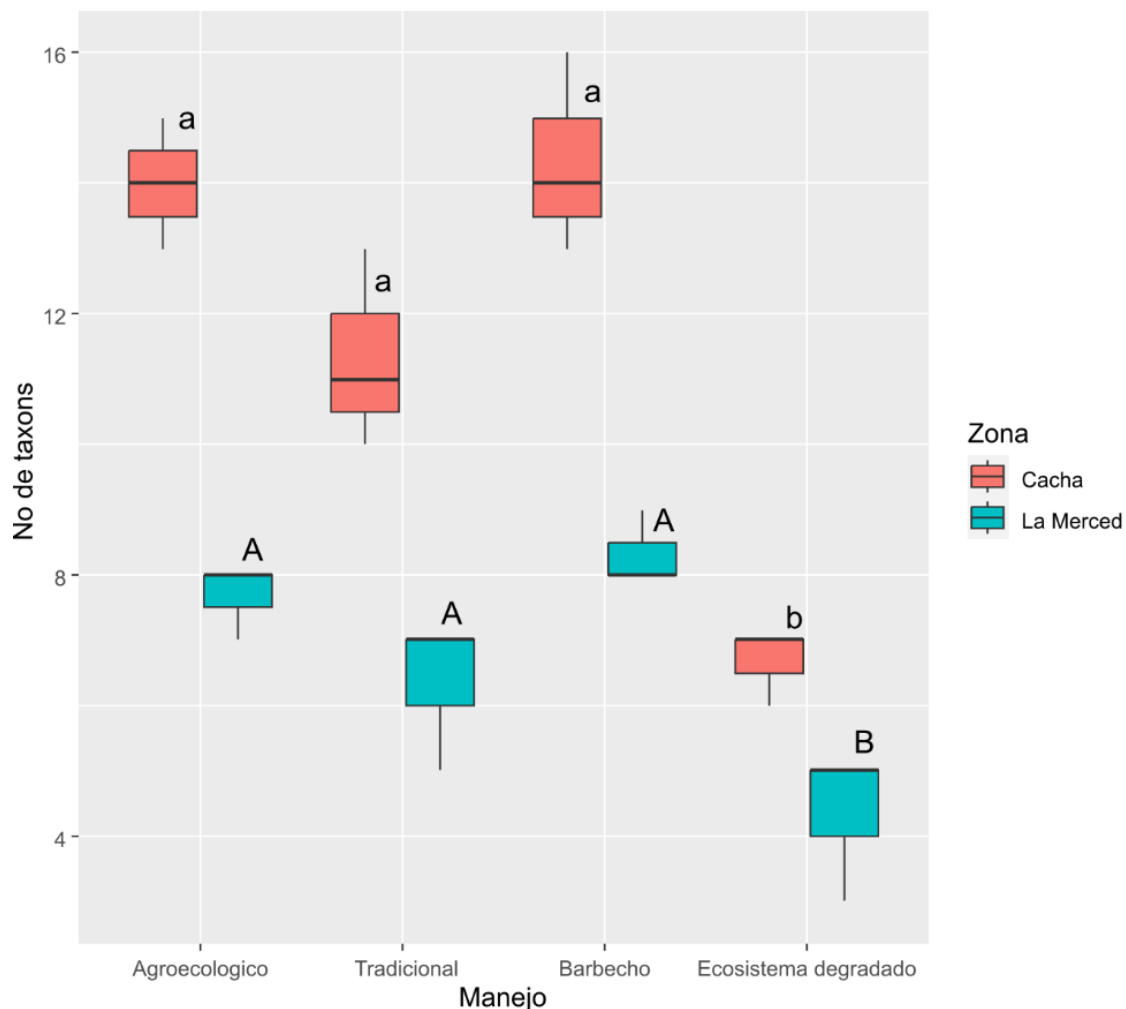 No de taxons
16
12
8
4
a
a
a
A
A
A
b
B
Agroecologico
Tradicional
Barbecho
Ecosistema degradado
Manejo
Zona
Cacha
La Merced